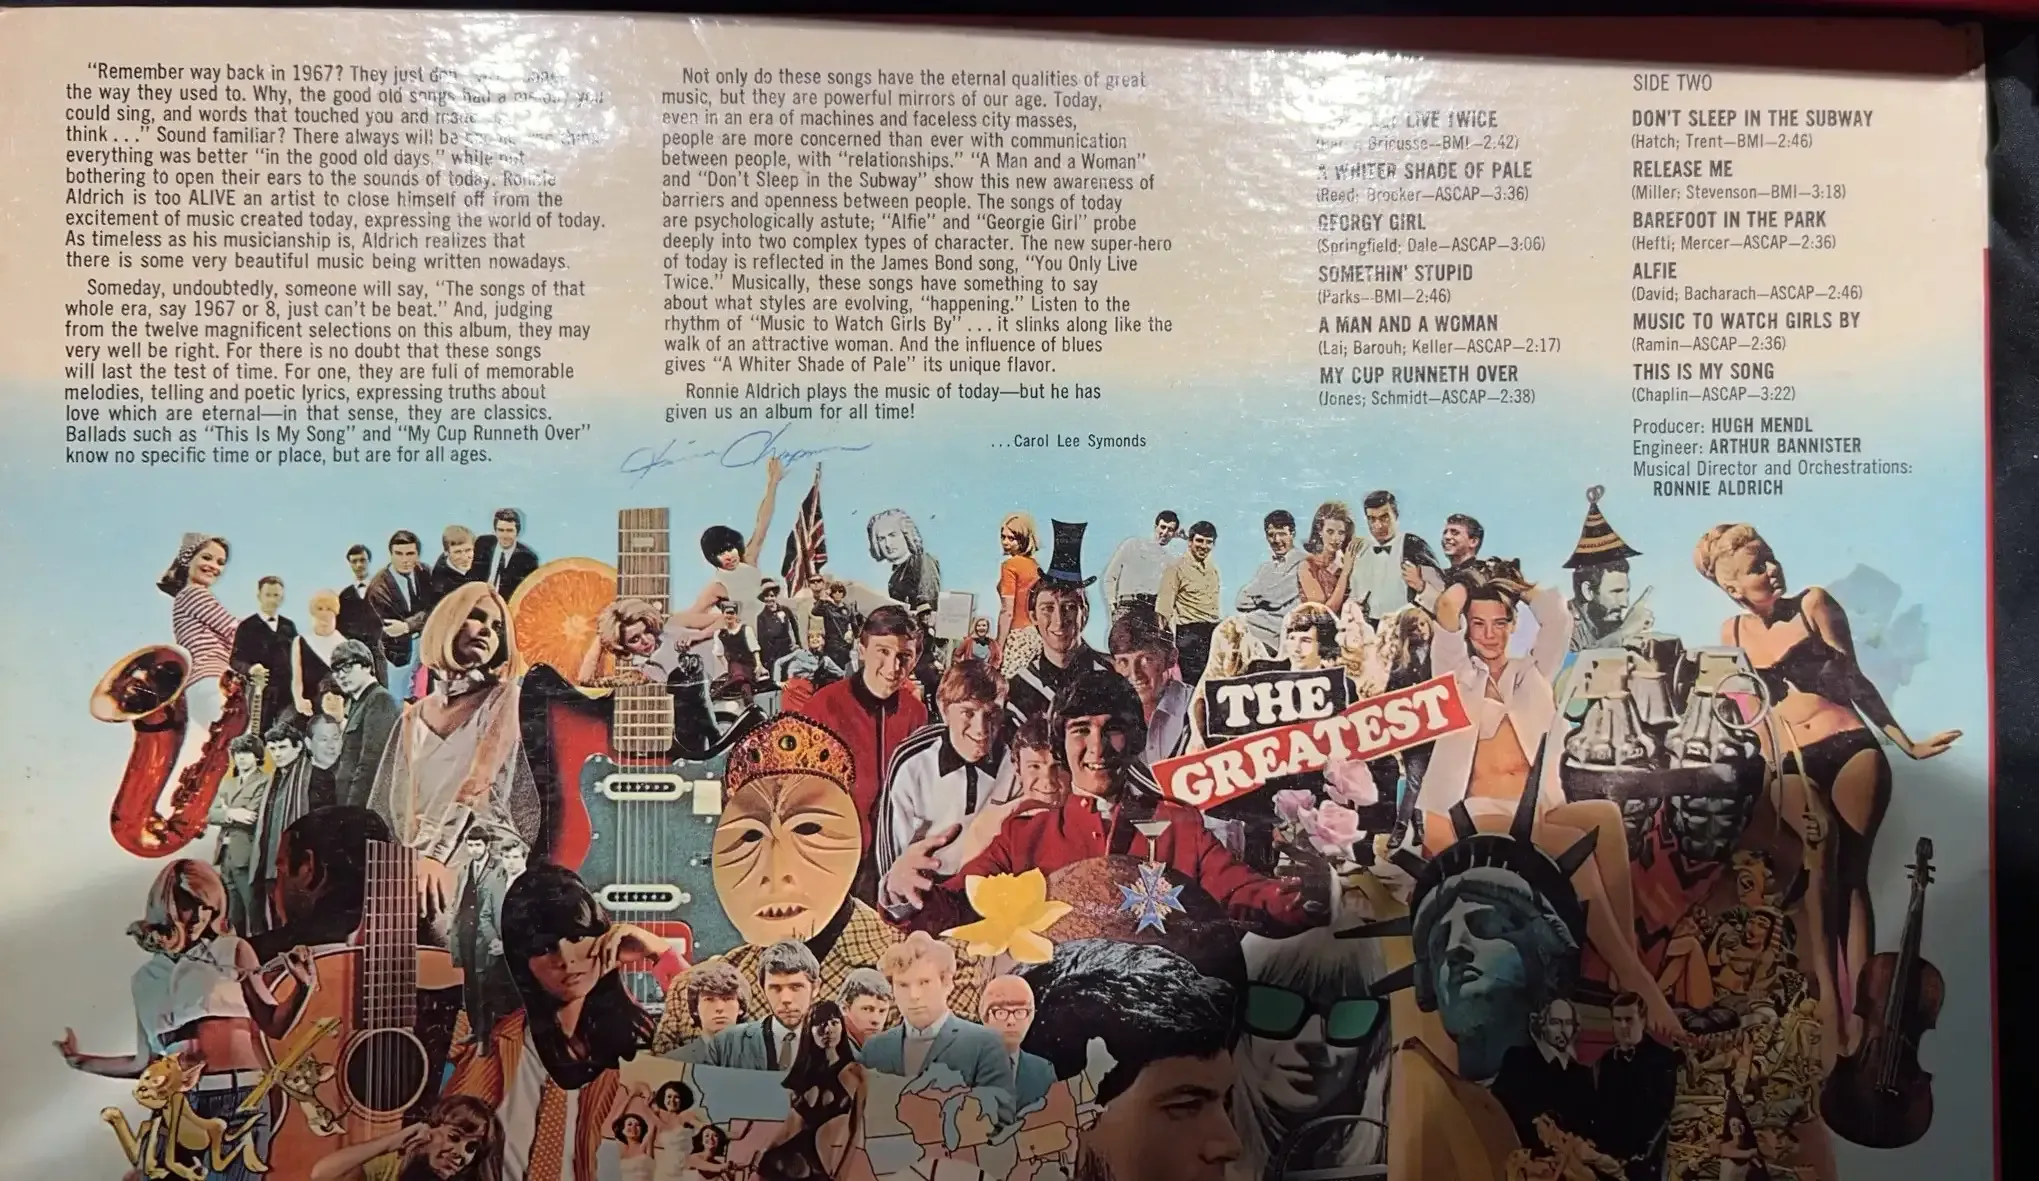 "Remember way back in 1967? They just
the way they used to. Why, the good old songs had a
could sing, and words that touched you and
think . . ." Sound familiar? There always will be
everything was better "in the good old days," while not
bothering to open their ears to the sounds of today. Ronnie
Aldrich is too ALIVE an artist to close himself off from the
excitement of music created today, expressing the world of today.
As timeless as his musicianship is, Aldrich realizes that
there is some very beautiful music being written nowadays.
Someday, undoubtedly, someone will say, "The songs of that
whole era, say 1967 or 8, just can't be beat." And, judging
from the twelve magnificent selections on this album, they may
very well be right. For there is no doubt that these songs
will last the test of time. For one, they are full of memorable
melodies, telling and poetic lyrics, expressing truths about
love which are eternal—in that sense, they are classics.
Ballads such as "This Is My Song" and "My Cup Runneth Over"
know no specific time or place, but are for all ages.
Not only do these songs have the eternal qualities of great
music, but they are powerful mirrors of our age. Today,
even in an era of machines and faceless city masses,
people are more concerned than ever with communication
between people, with "relationships." "A Man and a Woman"
and "Don't Sleep in the Subway" show this new awareness of
barriers and openness between people. The songs of today
are psychologically astute; "Alfie" and "Georgie Girl" probe
deeply into two complex types of character. The new super-hero
of today is reflected in the James Bond song, "You Only Live
Twice." Musically, these songs have something to say
about what styles are evolving, "happening." Listen to the
rhythm of "Music to Watch Girls By" . . . it slinks along like the
walk of an attractive woman. And the influence of blues
gives "A Whiter Shade of Pale" its unique flavor.
Ronnie Aldrich plays the music of today—but he has
given us an album for all time!
...Carol Lee Symonds
Chapman
LIVE TWICE
Bricusse—BMI—2:42)
A WHITER SHADE OF PALE
(Reed; Brooker—ASCAP—3:36)
GEORGY GIRL
(Springfield; Dale—ASCAP—3:06)
SOMETHIN' STUPID
(Parks—BMI—2:46)
A MAN AND A WOMAN
(Lai; Barouh; Keller—ASCAP—2:17)
MY CUP RUNNETH OVER
(Jones; Schmidt—ASCAP—2:38)
SIDE TWO
DON'T SLEEP IN THE SUBWAY
(Hatch; Trent—BMI—2:46)
RELEASE ME
(Miller; Stevenson—BMI—3:18)
BAREFOOT IN THE PARK
(Hefti; Mercer—ASCAP—2:36)
ALFIE
(David; Bacharach—ASCAP—2:46)
MUSIC TO WATCH GIRLS BY
(Ramin—ASCAP—2:36)
THIS IS MY SONG
(Chaplin—ASCAP—3:22)
Producer: HUGH MENDL
Engineer: ARTHUR BANNISTER
Musical Director and Orchestrations:
RONNIE ALDRICH
THE
GREATEST